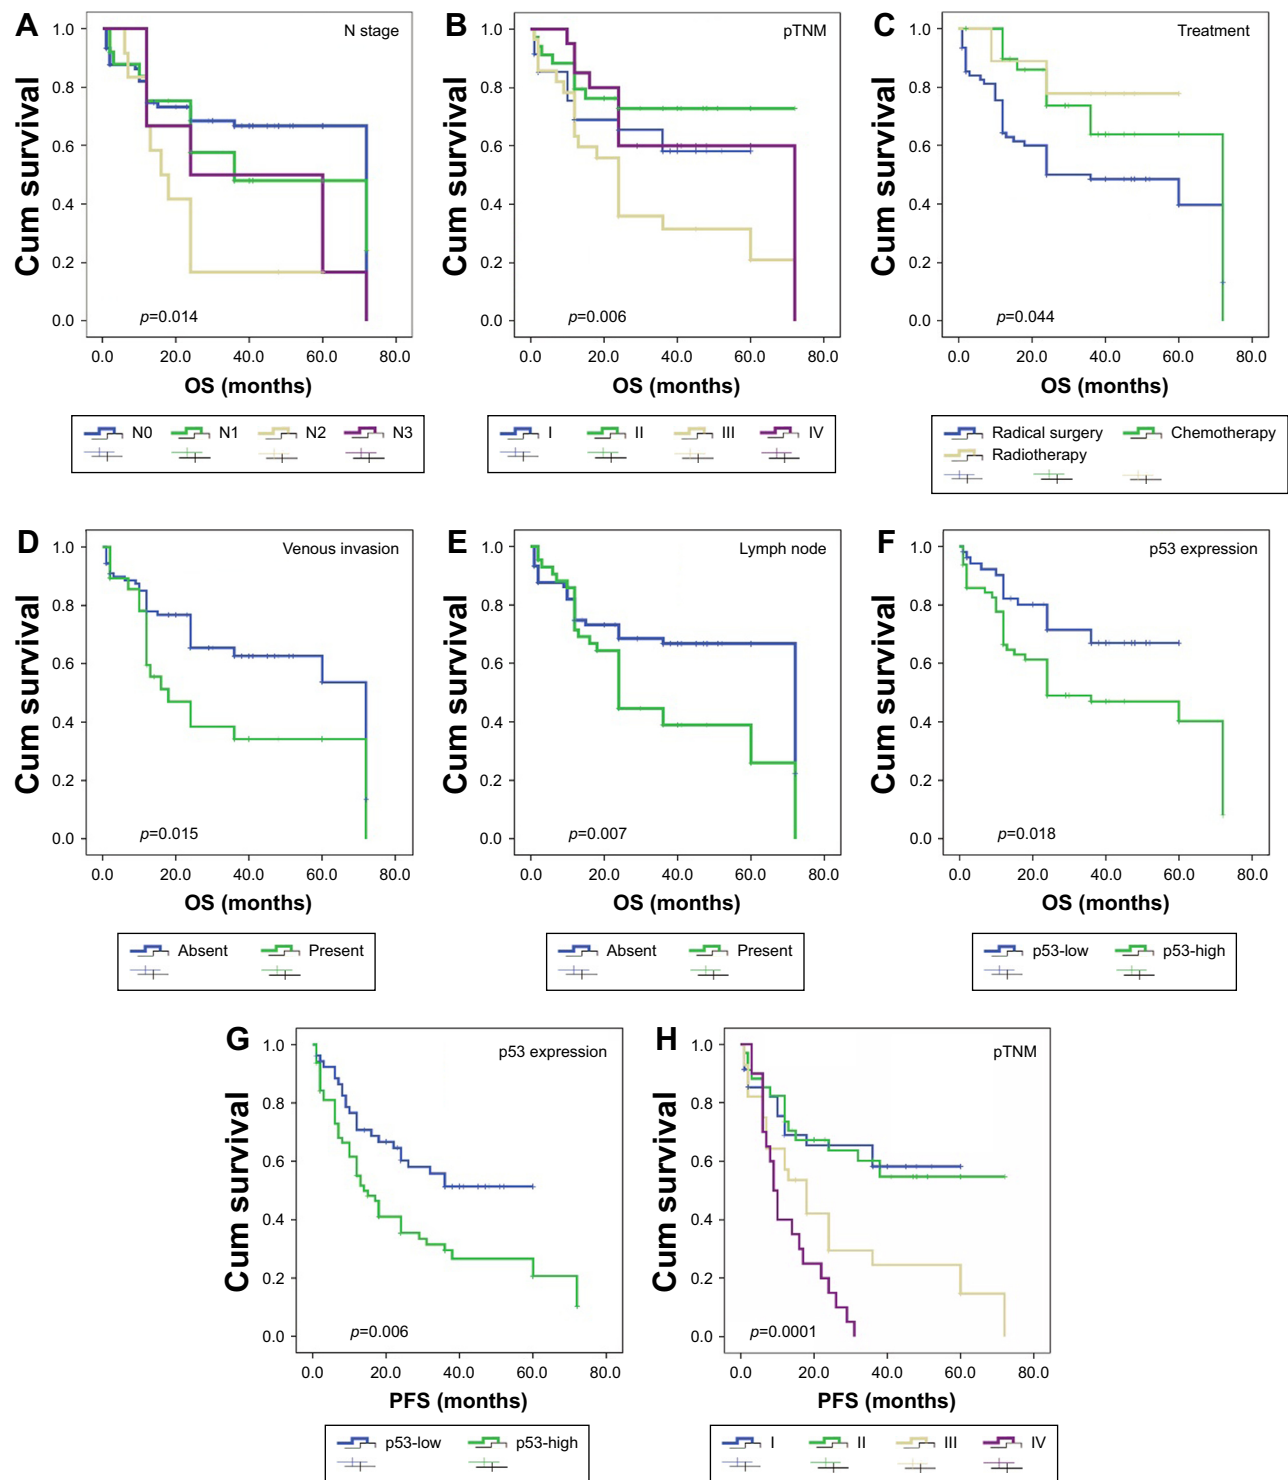 A
N stage
Cum survival
1.0
0.8
0.6
0.4
0.2
0.0
p=0.014
0.0 20.0 40.0 60.0 80.0
OS (months)
N0 N1 N2 N3
B
pTNM
Cum survival
1.0
0.8
0.6
0.4
0.2
0.0
p=0.006
0.0 20.0 40.0 60.0 80.0
OS (months)
I II III IV
C
Treatment
Cum survival
1.0
0.8
0.6
0.4
0.2
0.0
p=0.044
0.0 20.0 40.0 60.0 80.0
OS (months)
Radical surgery Chemotherapy
Radiotherapy
D
Venous invasion
Cum survival
1.0
0.8
0.6
0.4
0.2
0.0
p=0.015
0.0 20.0 40.0 60.0 80.0
OS (months)
Absent Present
E
Lymph node
Cum survival
1.0
0.8
0.6
0.4
0.2
0.0
p=0.007
0.0 20.0 40.0 60.0 80.0
OS (months)
Absent Present
F
p53 expression
Cum survival
1.0
0.8
0.6
0.4
0.2
0.0
p=0.018
0.0 20.0 40.0 60.0 80.0
OS (months)
p53-low p53-high
G
p53 expression
Cum survival
1.0
0.8
0.6
0.4
0.2
0.0
p=0.006
0.0 20.0 40.0 60.0 80.0
PFS (months)
p53-low p53-high
H
pTNM
Cum survival
1.0
0.8
0.6
0.4
0.2
0.0
p=0.0001
0.0 20.0 40.0 60.0 80.0
PFS (months)
I II III IV